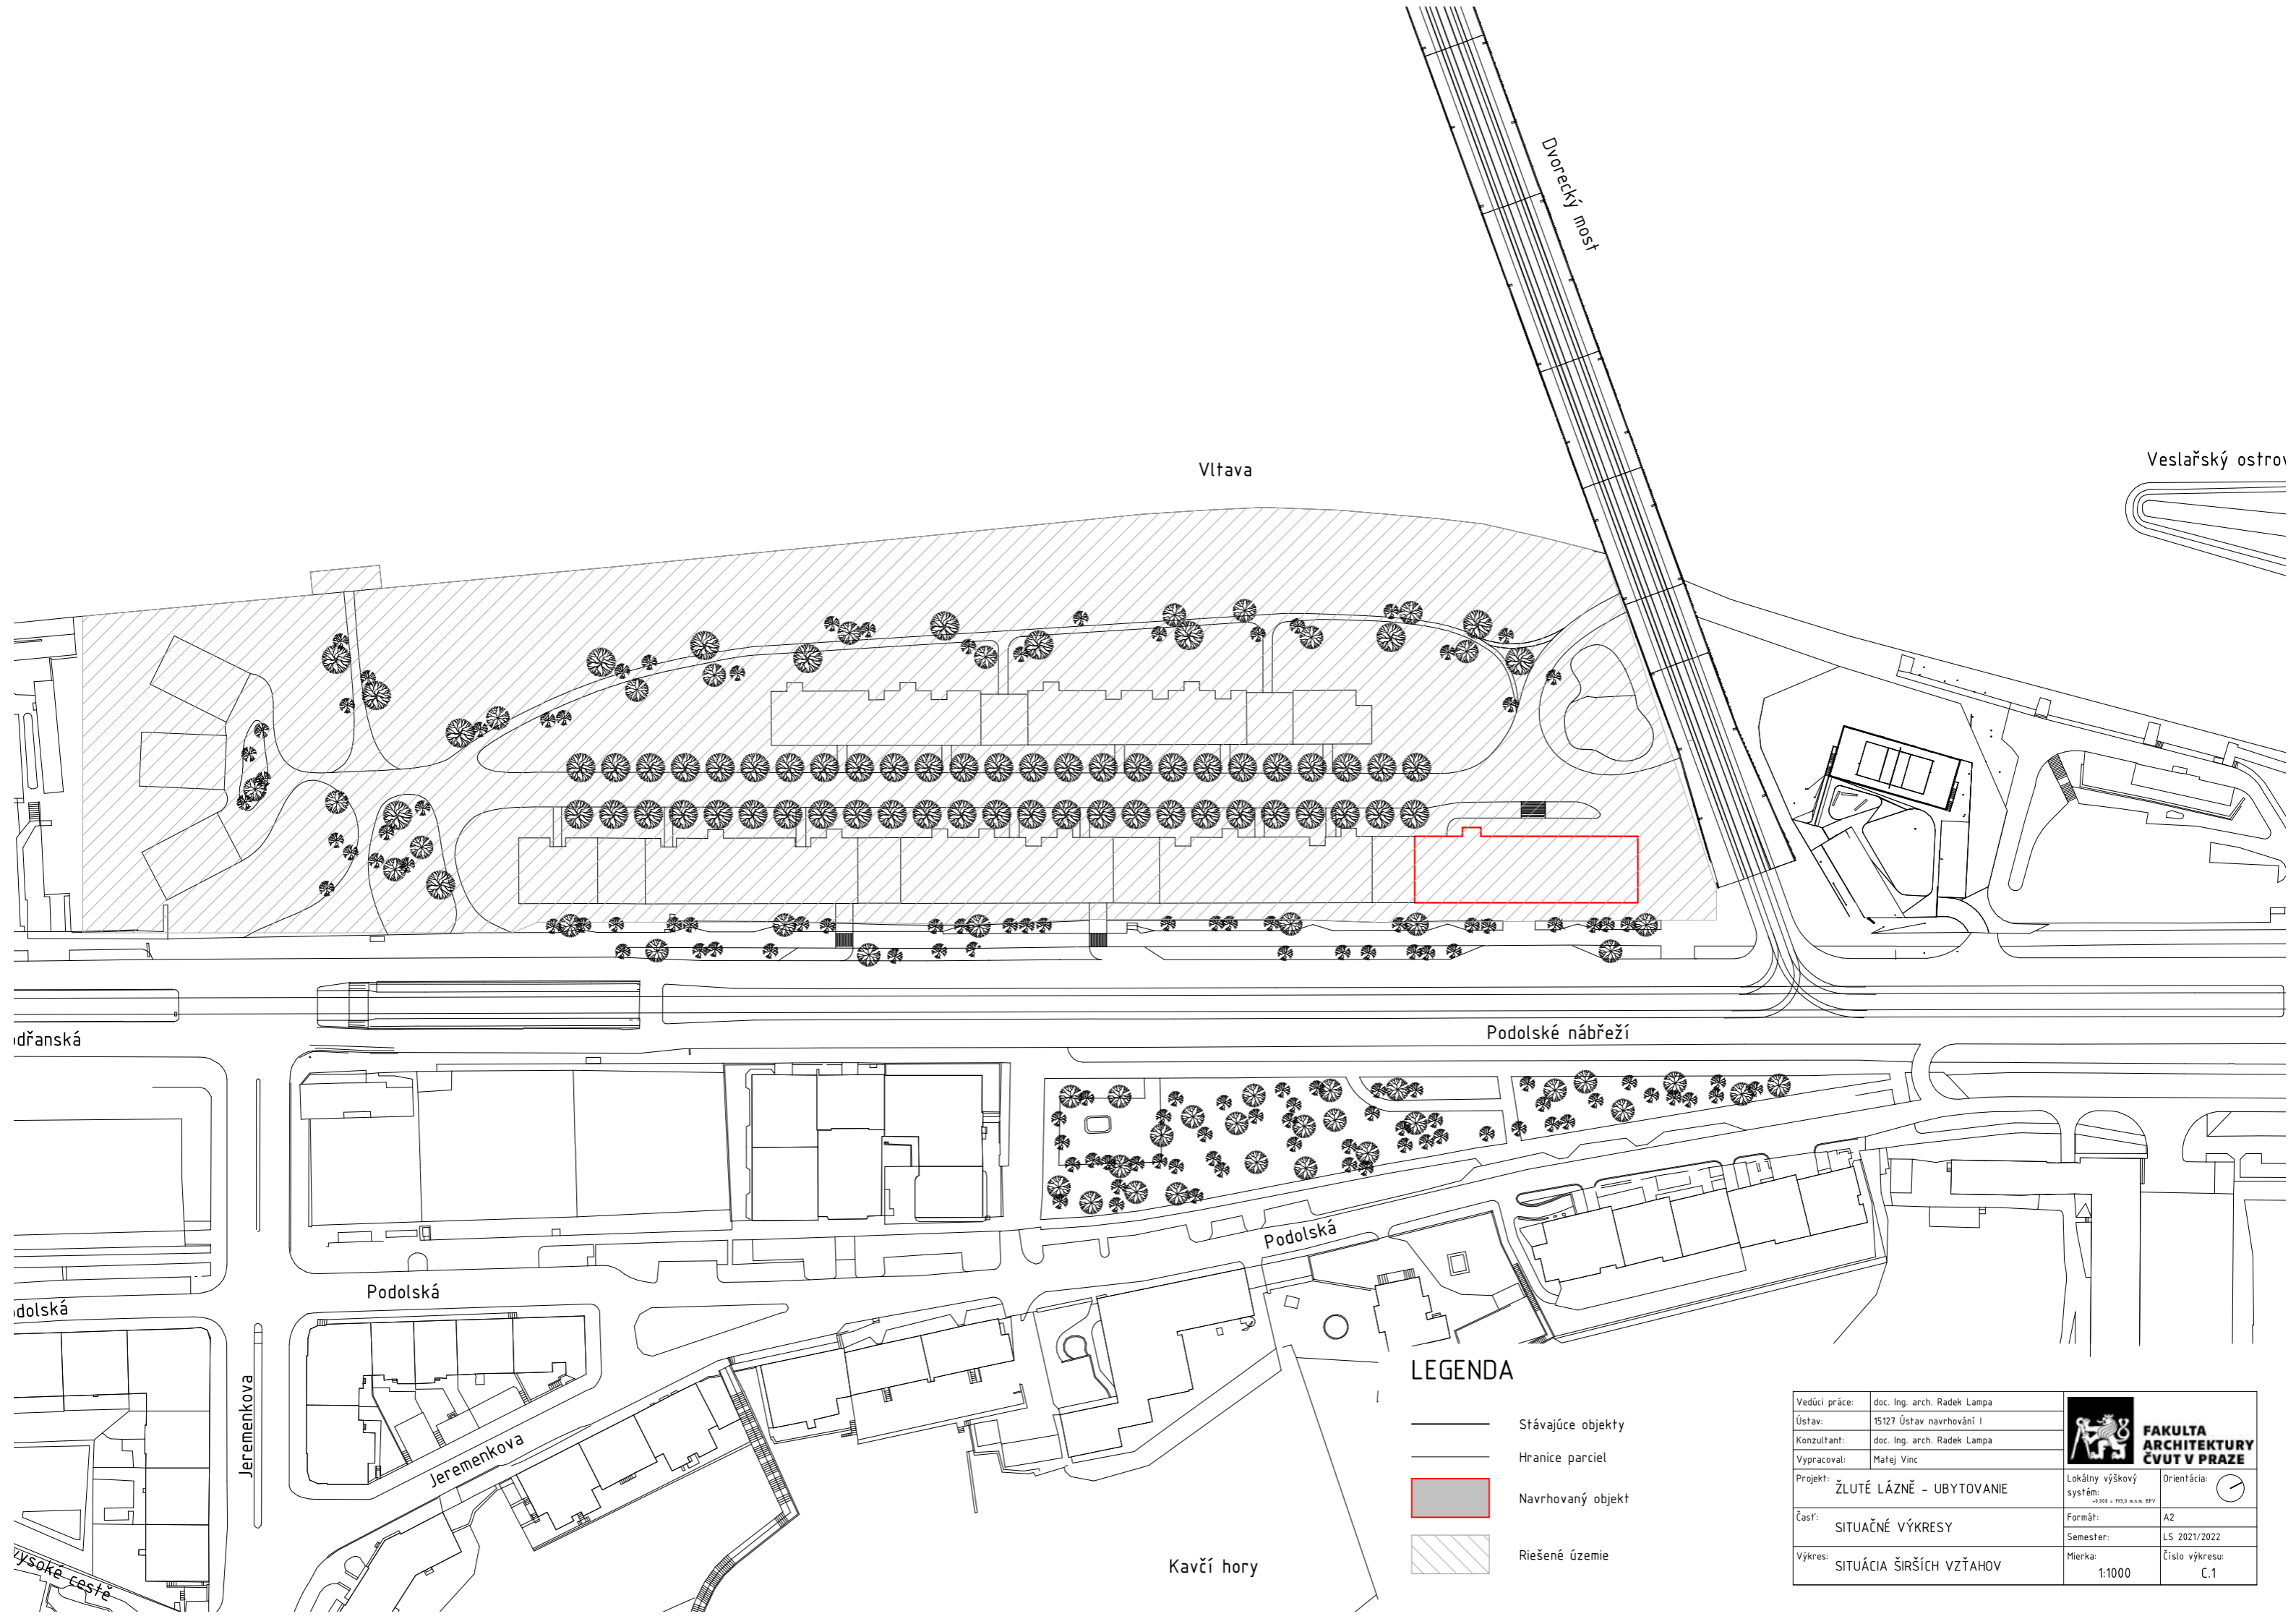 Dvorecký most
Vltava
Veslařský ostrov
odřanská
Podolské nábřeží
Podolská
Podolská
odolská
Jeremenkova
Jeremenkova
vysoké cestě
Kavčí hory
LEGENDA
Stávajúce objekty
Hranice parciel
Navrhovaný objekt
Riešené územie
Vedúci práce: doc. Ing. arch. Radek Lampa
Ústav: 15127 Ústav navrhování I
Konzultant: doc. Ing. arch. Radek Lampa
Vypracoval: Matej Vinc
FAKULTA
ARCHITEKTURY
ČVUT V PRAZE
Projekt: ŽLUTÉ LÁZNĚ - UBYTOVANIE
Lokálny výškový
systém:
Orientácia:
Časť: SITUAČNÉ VÝKRESY
Formát: A2
Semester: LS 2021/2022
Výkres: SITUÁCIA ŠIRŠÍCH VZŤAHOV
Mierka: 1:1000
Číslo výkresu: C.1